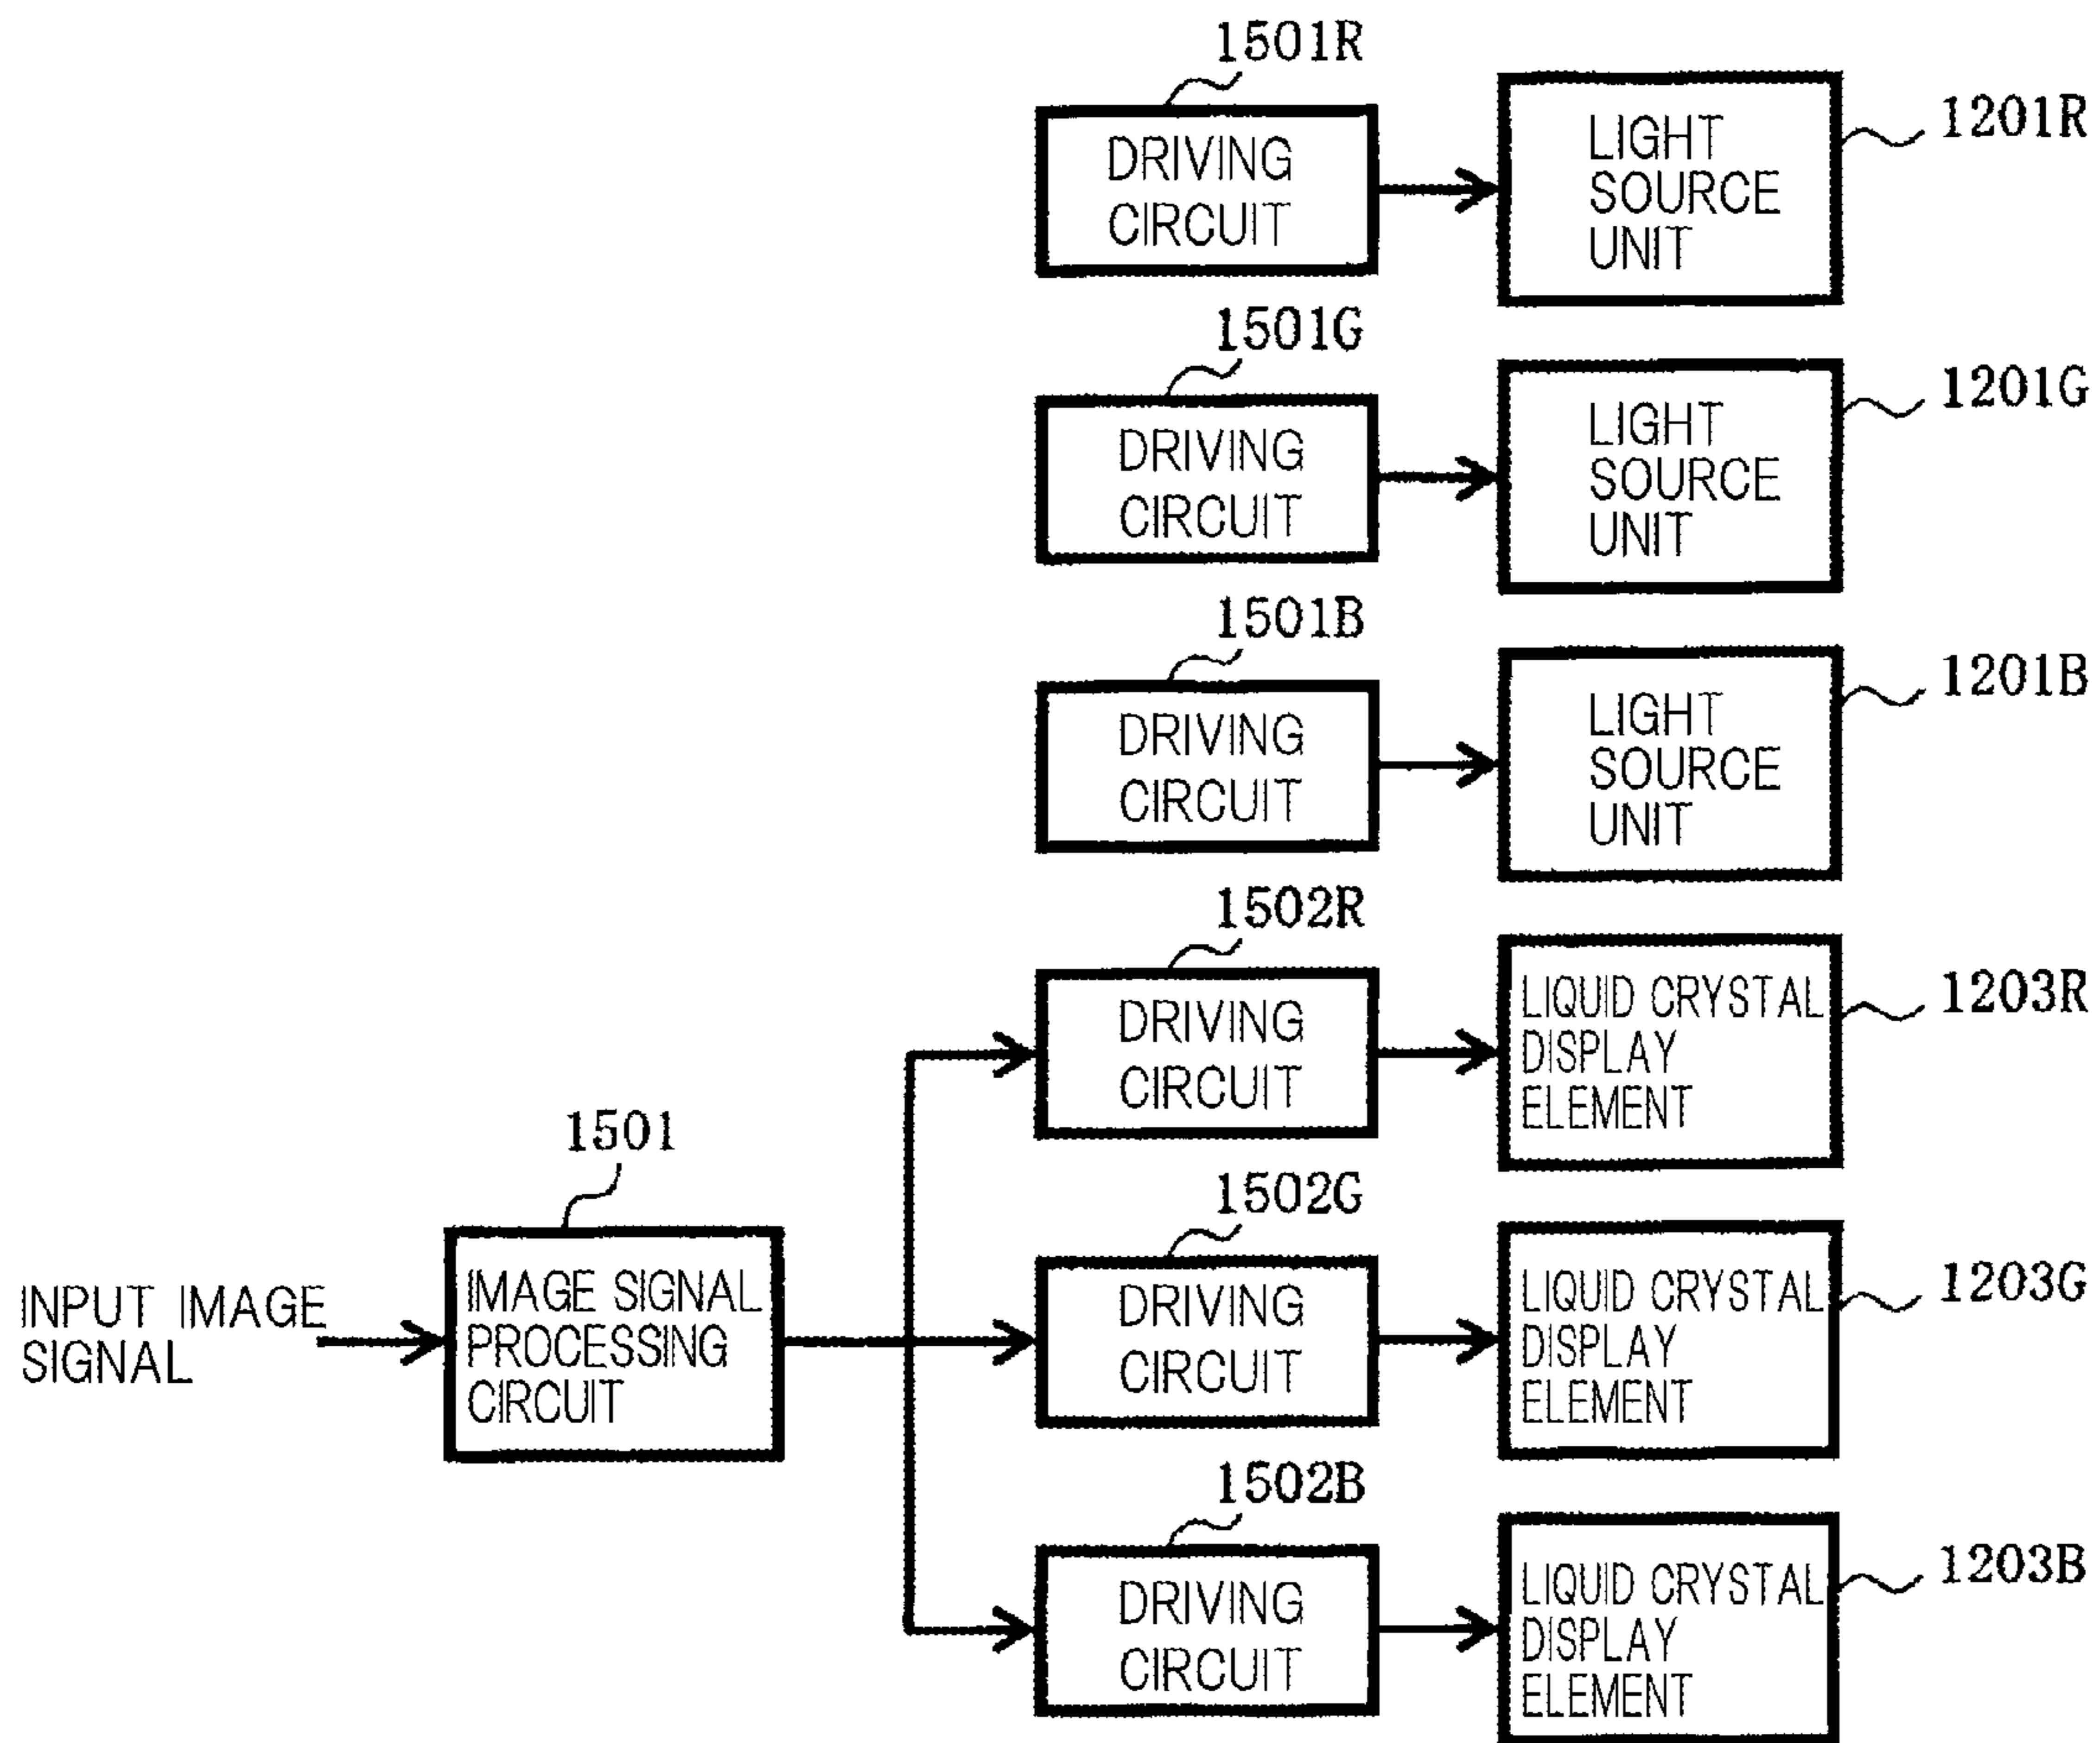 1501R
DRIVING
CIRCUIT
LIGHT
SOURCE
UNIT
1201R
1501G
DRIVING
CIRCUIT
LIGHT
SOURCE
UNIT
1201G
1501B
DRIVING
CIRCUIT
LIGHT
SOURCE
UNIT
1201B
1502R
DRIVING
CIRCUIT
LIQUID CRYSTAL
DISPLAY
ELEMENT
1203R
INPUT IMAGE
SIGNAL
1501
IMAGE SIGNAL
PROCESSING
CIRCUIT
1502G
DRIVING
CIRCUIT
LIQUID CRYSTAL
DISPLAY
ELEMENT
1203G
1502B
DRIVING
CIRCUIT
LIQUID CRYSTAL
DISPLAY
ELEMENT
1203B